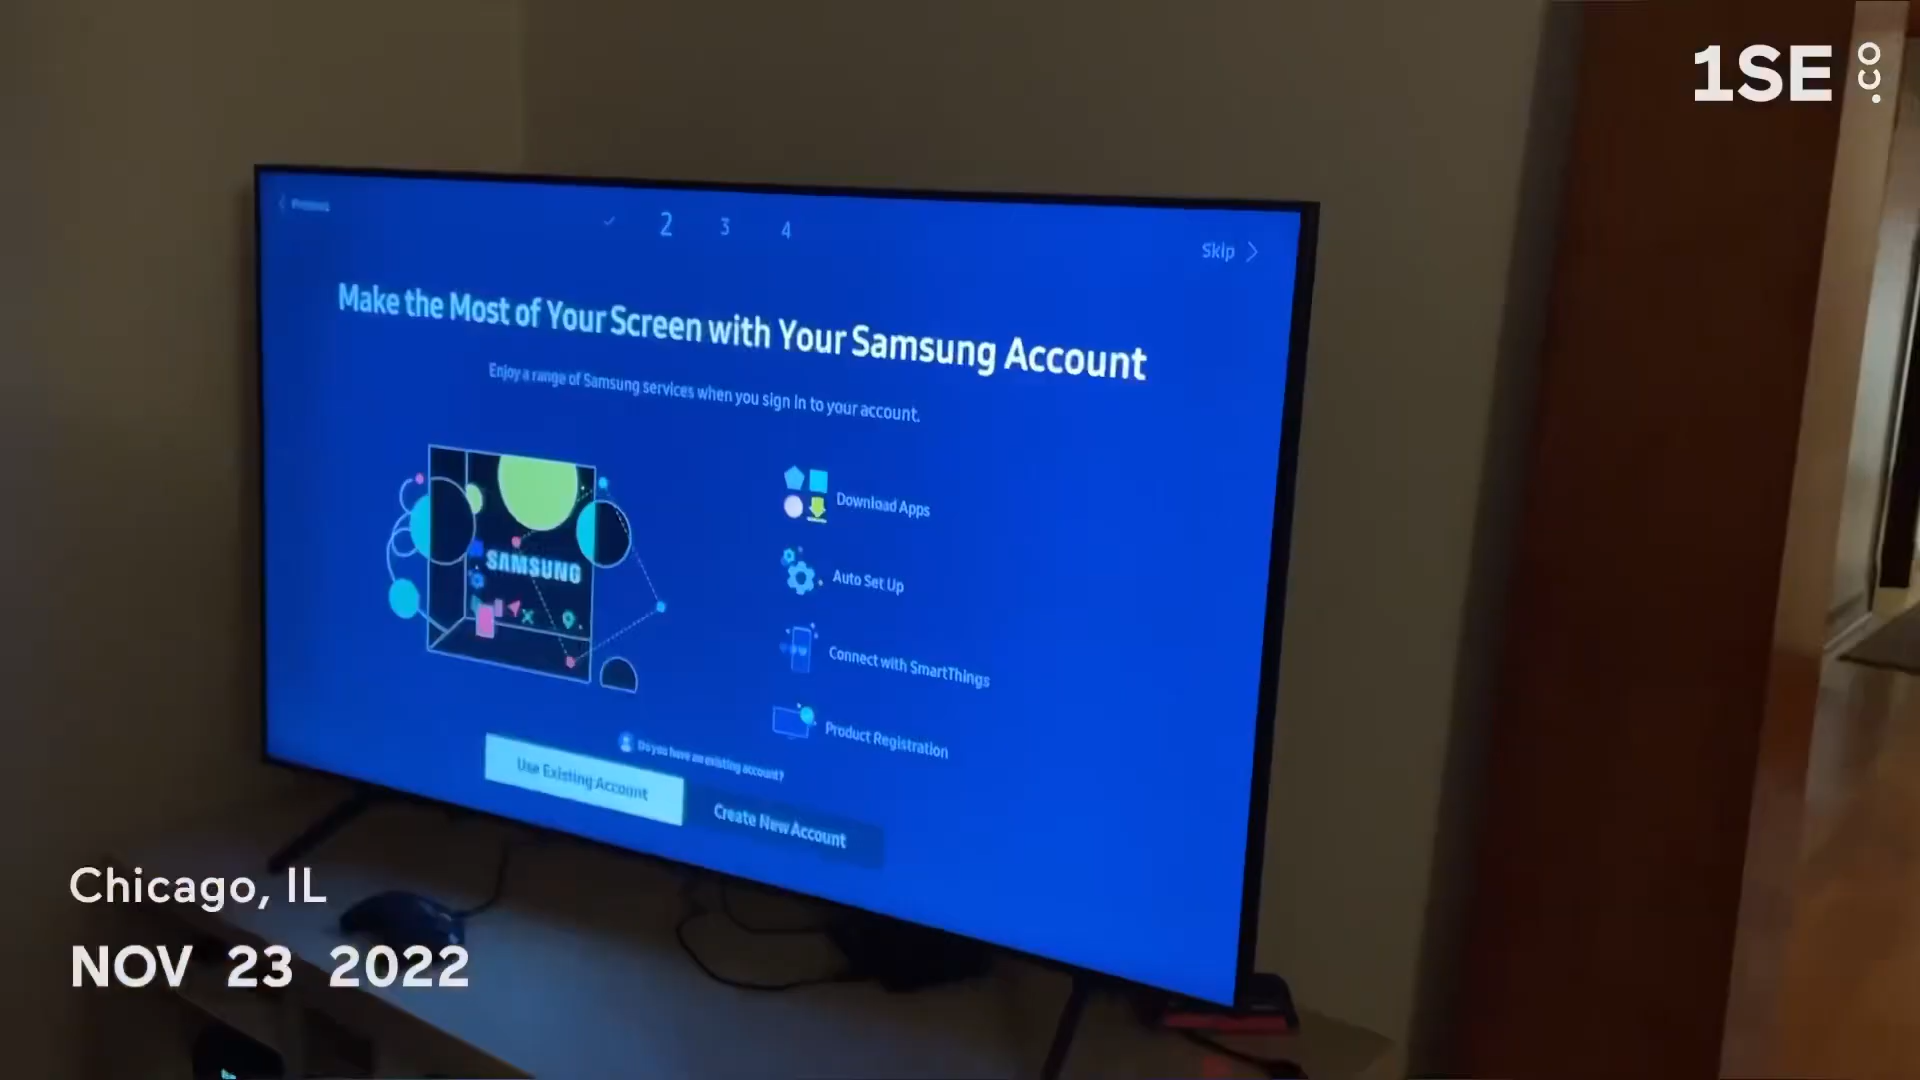 1SE .co
Previous
2 3 4
Skip
Make the Most of Your Screen with Your Samsung Account
Enjoy a range of Samsung services when you sign in to your account.
SAMSUNG
Download Apps
Auto Set Up
Connect with SmartThings
Product Registration
Do you have an existing account?
Use Existing Account
Create New Account
Chicago, IL
NOV 23 2022